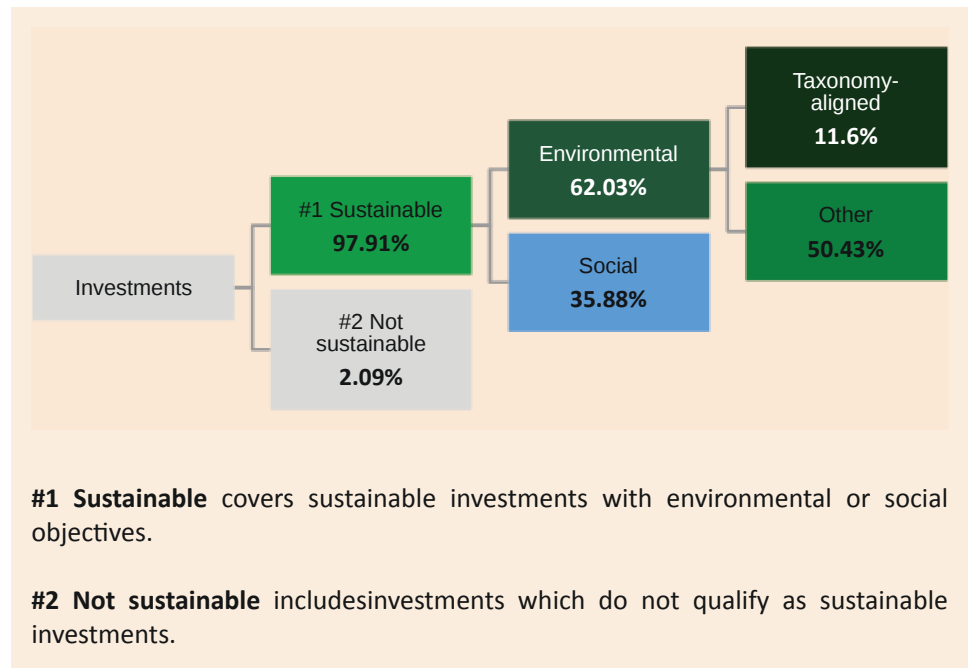 Taxonomy-
aligned
11.6%
Environmental
62.03%
#1 Sustainable
97.91%
Other
50.43%
Social
35.88%
Investments
#2 Not
sustainable
2.09%
#1 Sustainable covers sustainable investments with environmental or social
objectives.
#2 Not sustainable includesinvestments which do not qualify as sustainable
investments.